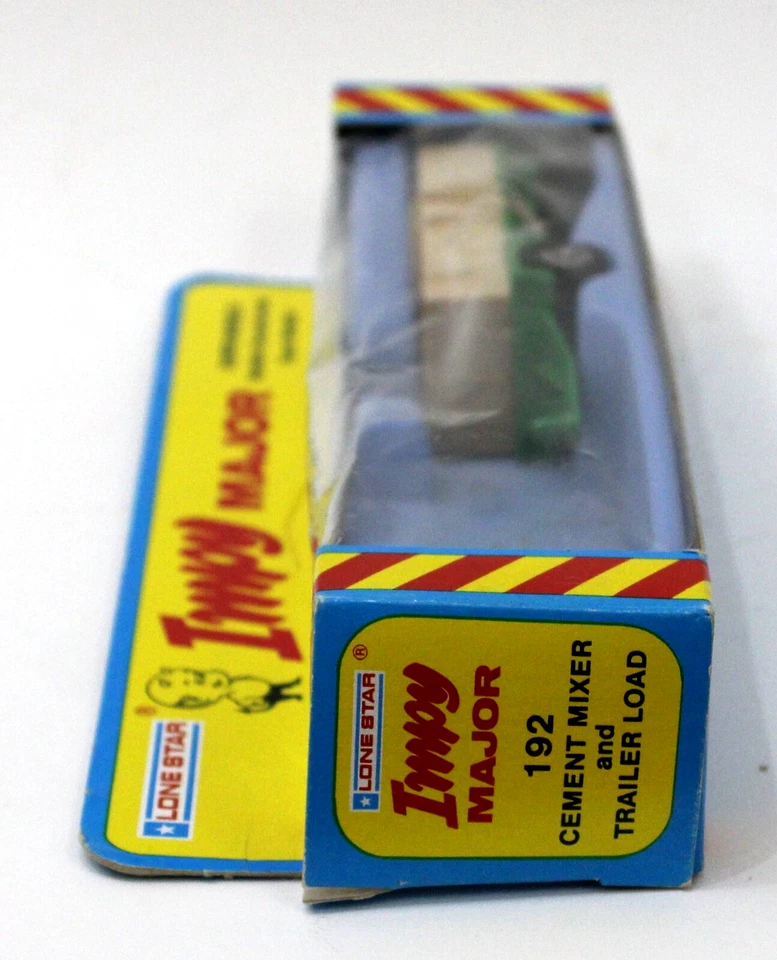 LONE STAR
®
Impy
MAJOR
192
CEMENT MIXER
and
TRAILER LOAD
LONE STAR
®
Impy
MAJOR